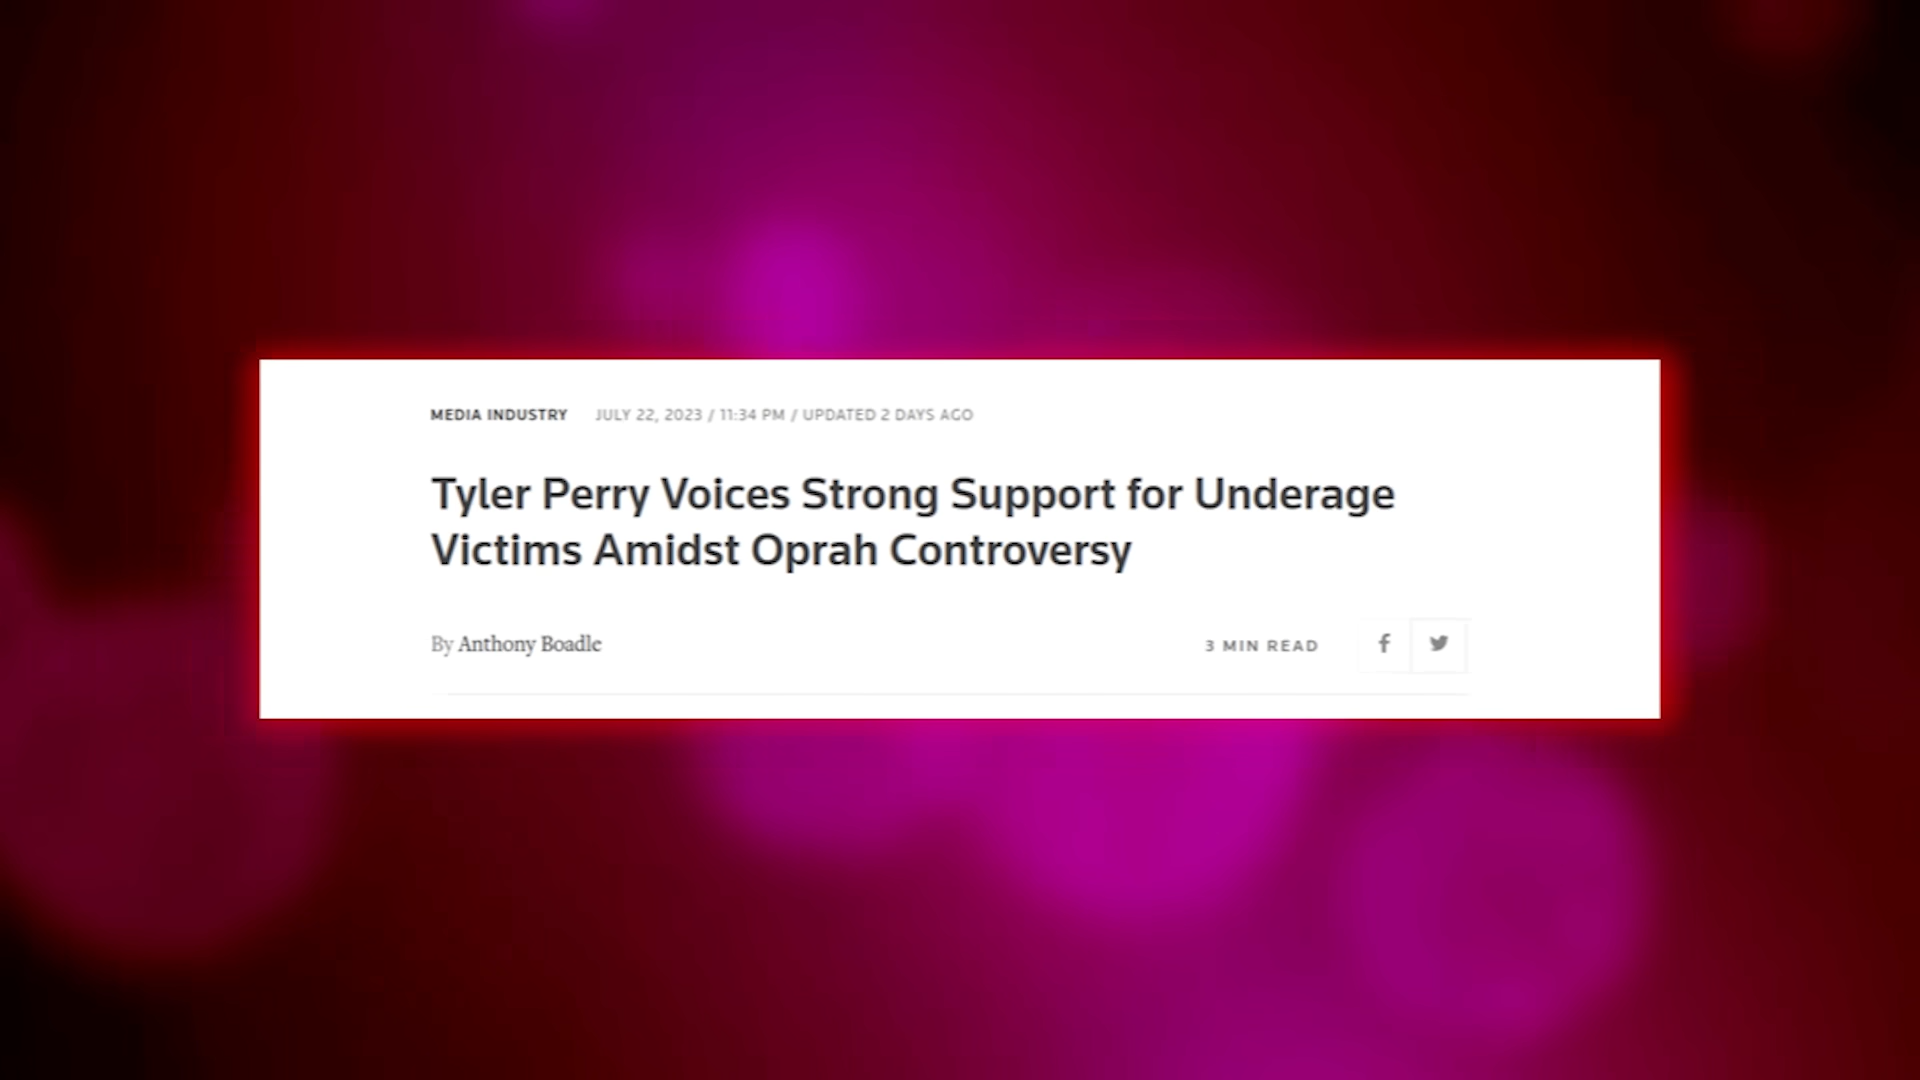 MEDIA INDUSTRY JULY 22, 2023 / 11:34 PM / UPDATED 2 DAYS AGO
Tyler Perry Voices Strong Support for Underage
Victims Amidst Oprah Controversy
By Anthony Boadle 3 MIN READ